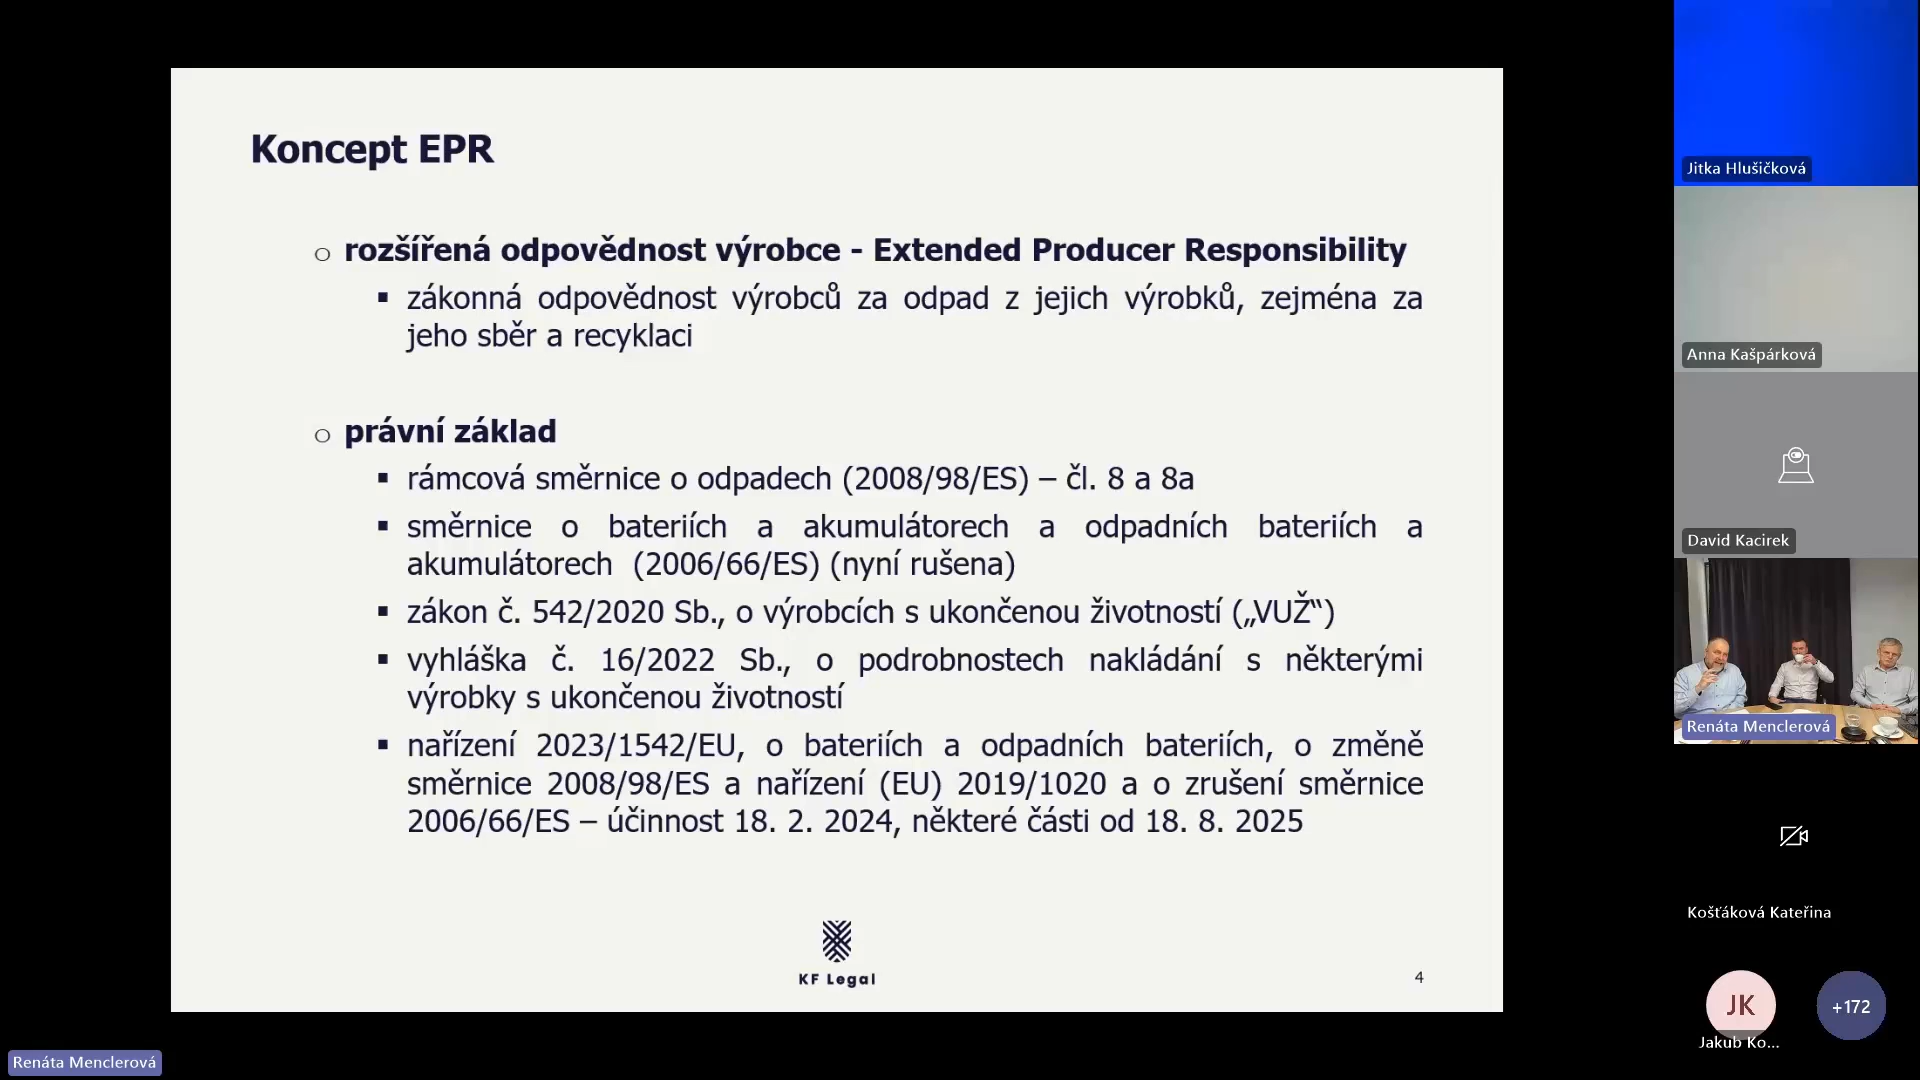 Koncept EPR
o rozšířená odpovědnost výrobce - Extended Producer Responsibility
▪ zákonná odpovědnost výrobců za odpad z jejich výrobků, zejména za
jeho sběr a recyklaci
o právní základ
▪ rámcová směrnice o odpadech (2008/98/ES) – čl. 8 a 8a
▪ směrnice o bateriích a akumulátorech a odpadních bateriích a
akumulátorech (2006/66/ES) (nyní rušena)
▪ zákon č. 542/2020 Sb., o výrobcích s ukončenou životností („VUŽ“)
▪ vyhláška č. 16/2022 Sb., o podrobnostech nakládání s některými
výrobky s ukončenou životností
▪ nařízení 2023/1542/EU, o bateriích a odpadních bateriích, o změně
směrnice 2008/98/ES a nařízení (EU) 2019/1020 a o zrušení směrnice
2006/66/ES – účinnost 18. 2. 2024, některé části od 18. 8. 2025
KF Legal
4
Jitka Hlušičková
Anna Kašpárková
David Kacirek
Renáta Menclerová
Košťáková Kateřina
JK
+172
Jakub Ko...
Renáta Menclerová